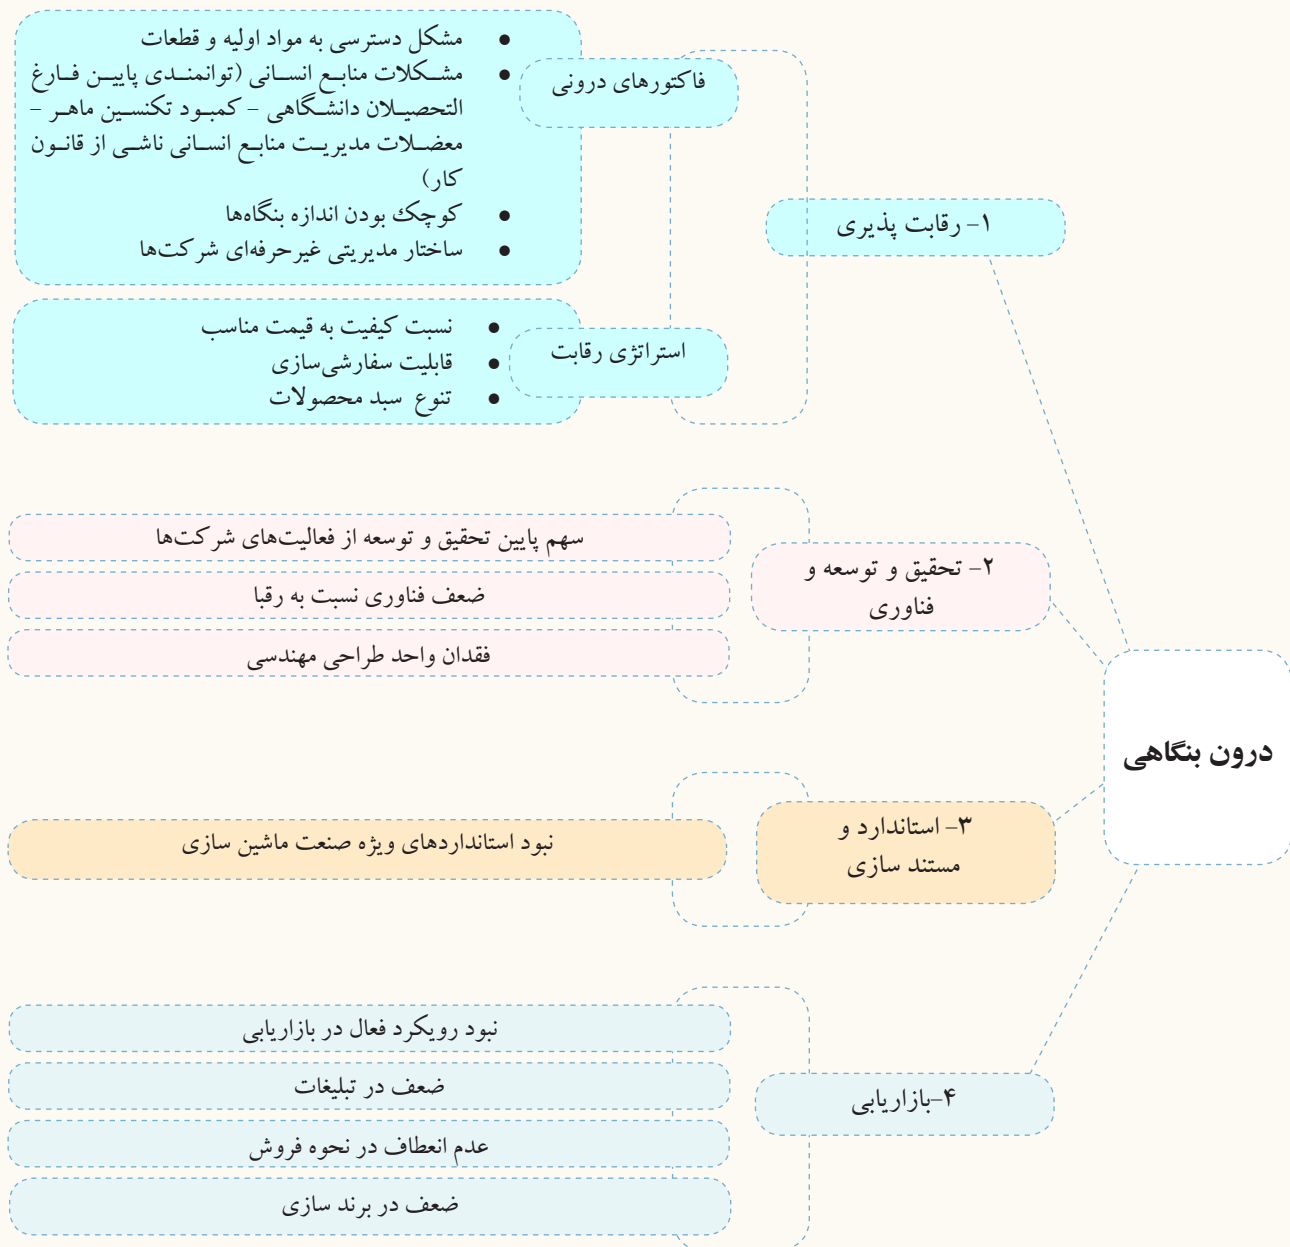 درون بنگاهی
۱- رقابت پذیری
فاکتورهای درونی
● مشکل دسترسی به مواد اولیه و قطعات
● مشکلات منابع انسانی (توانمندی پایین فارغ
التحصیلان دانشگاهی – کمبود تکنسین ماهر –
معضلات مدیریت منابع انسانی ناشی از قانون
کار)
● کوچک بودن اندازه بنگاه‌ها
● ساختار مدیریتی غیرحرفه‌ای شرکت‌ها
استراتژی رقابت
● نسبت کیفیت به قیمت مناسب
● قابلیت سفارشی‌سازی
● تنوع سبد محصولات
۲- تحقیق و توسعه و
فناوری
سهم پایین تحقیق و توسعه از فعالیت‌های شرکت‌ها
ضعف فناوری نسبت به رقبا
فقدان واحد طراحی مهندسی
۳- استاندارد و
مستند سازی
نبود استانداردهای ویژه صنعت ماشین سازی
۴-بازاریابی
نبود رویکرد فعال در بازاریابی
ضعف در تبلیغات
عدم انعطاف در نحوه فروش
ضعف در برند سازی